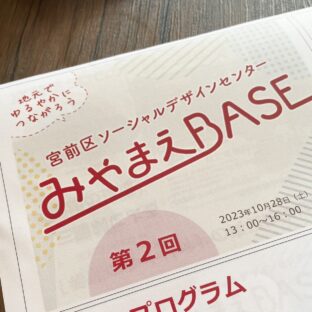 地元で
ゆるやかに
つながろう
宮前区ソーシャルデザインセンター
みやまえBASE
2023年10月28日（土）
13：00～16：00
第２回
プログラム